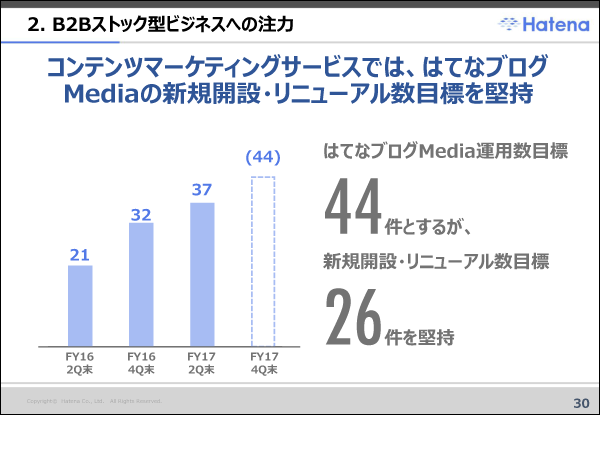 2. B2Bストック型ビジネスへの注力
Hatena
コンテンツマーケティングサービスでは、はてなブログ
Mediaの新規開設・リニューアル数目標を堅持
(44)
37
32
21
FY16
2Q末
FY16
4Q末
FY17
2Q末
FY17
4Q末
はてなブログMedia運用数目標
44件とするが、
新規開設・リニューアル数目標
26件を堅持
Copyright© Hatena Co., Ltd. All Rights Reserved.
30